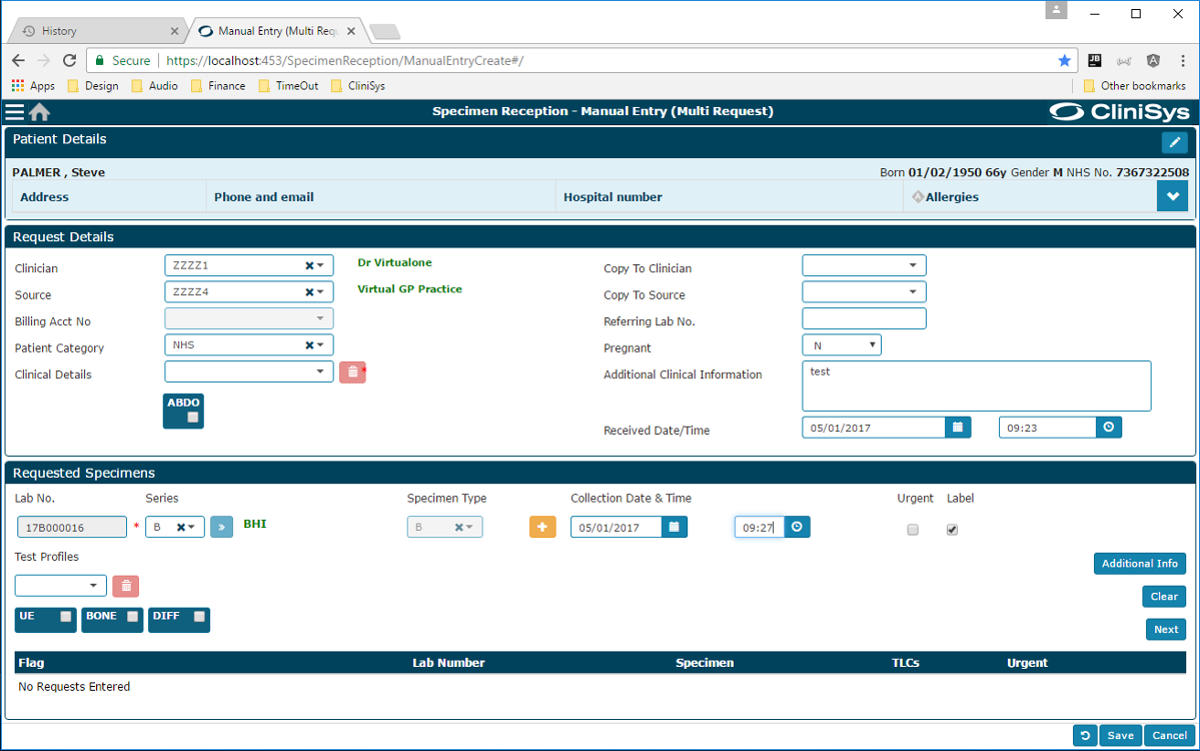 History
Manual Entry (Multi Requ
Secure https://localhost:453/SpecimenReception/ManualEntryCreate#/
JB
Apps Design Audio Finance TimeOut CliniSys Other bookmarks
Specimen Reception - Manual Entry (Multi Request) CliniSys
Patient Details
PALMER , Steve Born 01/02/1950 66y Gender M NHS No. 7367322508
Address Phone and email Hospital number Allergies
Request Details
Clinician ZZZZ1 Dr Virtualone Copy To Clinician
Source ZZZZ4 Virtual GP Practice Copy To Source
Billing Acct No Referring Lab No.
Patient Category NHS Pregnant N
Clinical Details * Additional Clinical Information test
ABDO
Received Date/Time 05/01/2017 09:23
Requested Specimens
Lab No. Series Specimen Type Collection Date & Time Urgent Label
17B000016 * B » BHI B + 05/01/2017 09:27
Test Profiles
Additional Info
Clear
UE BONE DIFF
Next
Flag Lab Number Specimen TLCs Urgent
No Requests Entered
Save Cancel